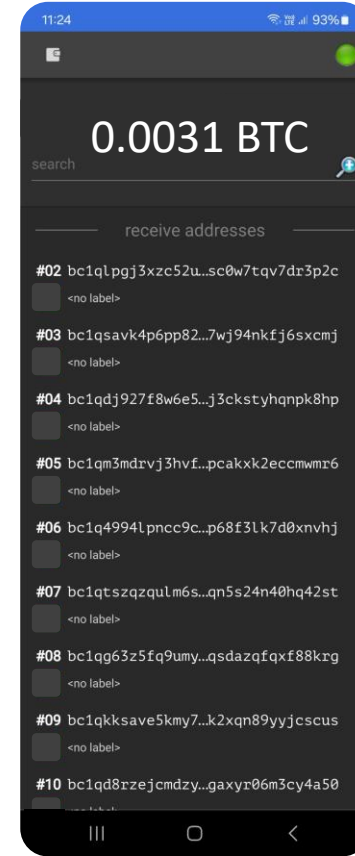 11:24
93%
0.0031 BTC
search
receive addresses
#02 bc1qlpgj3xzc52u…sc0w7tqv7dr3p2c
<no label>
#03 bc1qsavk4p6pp82…7wj94nkfj6sxcmj
<no label>
#04 bc1qdj927f8w6e5…j3ckstyhqnpk8hp
<no label>
#05 bc1qm3mdrvj3hvf…pcakxk2eccmwmr6
<no label>
#06 bc1q4994lpncc9c…p68f3lk7d0xnvhj
<no label>
#07 bc1qtszqzqulm6s…qn5s24n40hq42st
<no label>
#08 bc1qg63z5fq9umy…qsdazqfqxf88krg
<no label>
#09 bc1qkksave5kmy7…k2xqn89yyjcscus
<no label>
#10 bc1qd8rzejcmdzy…gaxyr06m3cy4a50